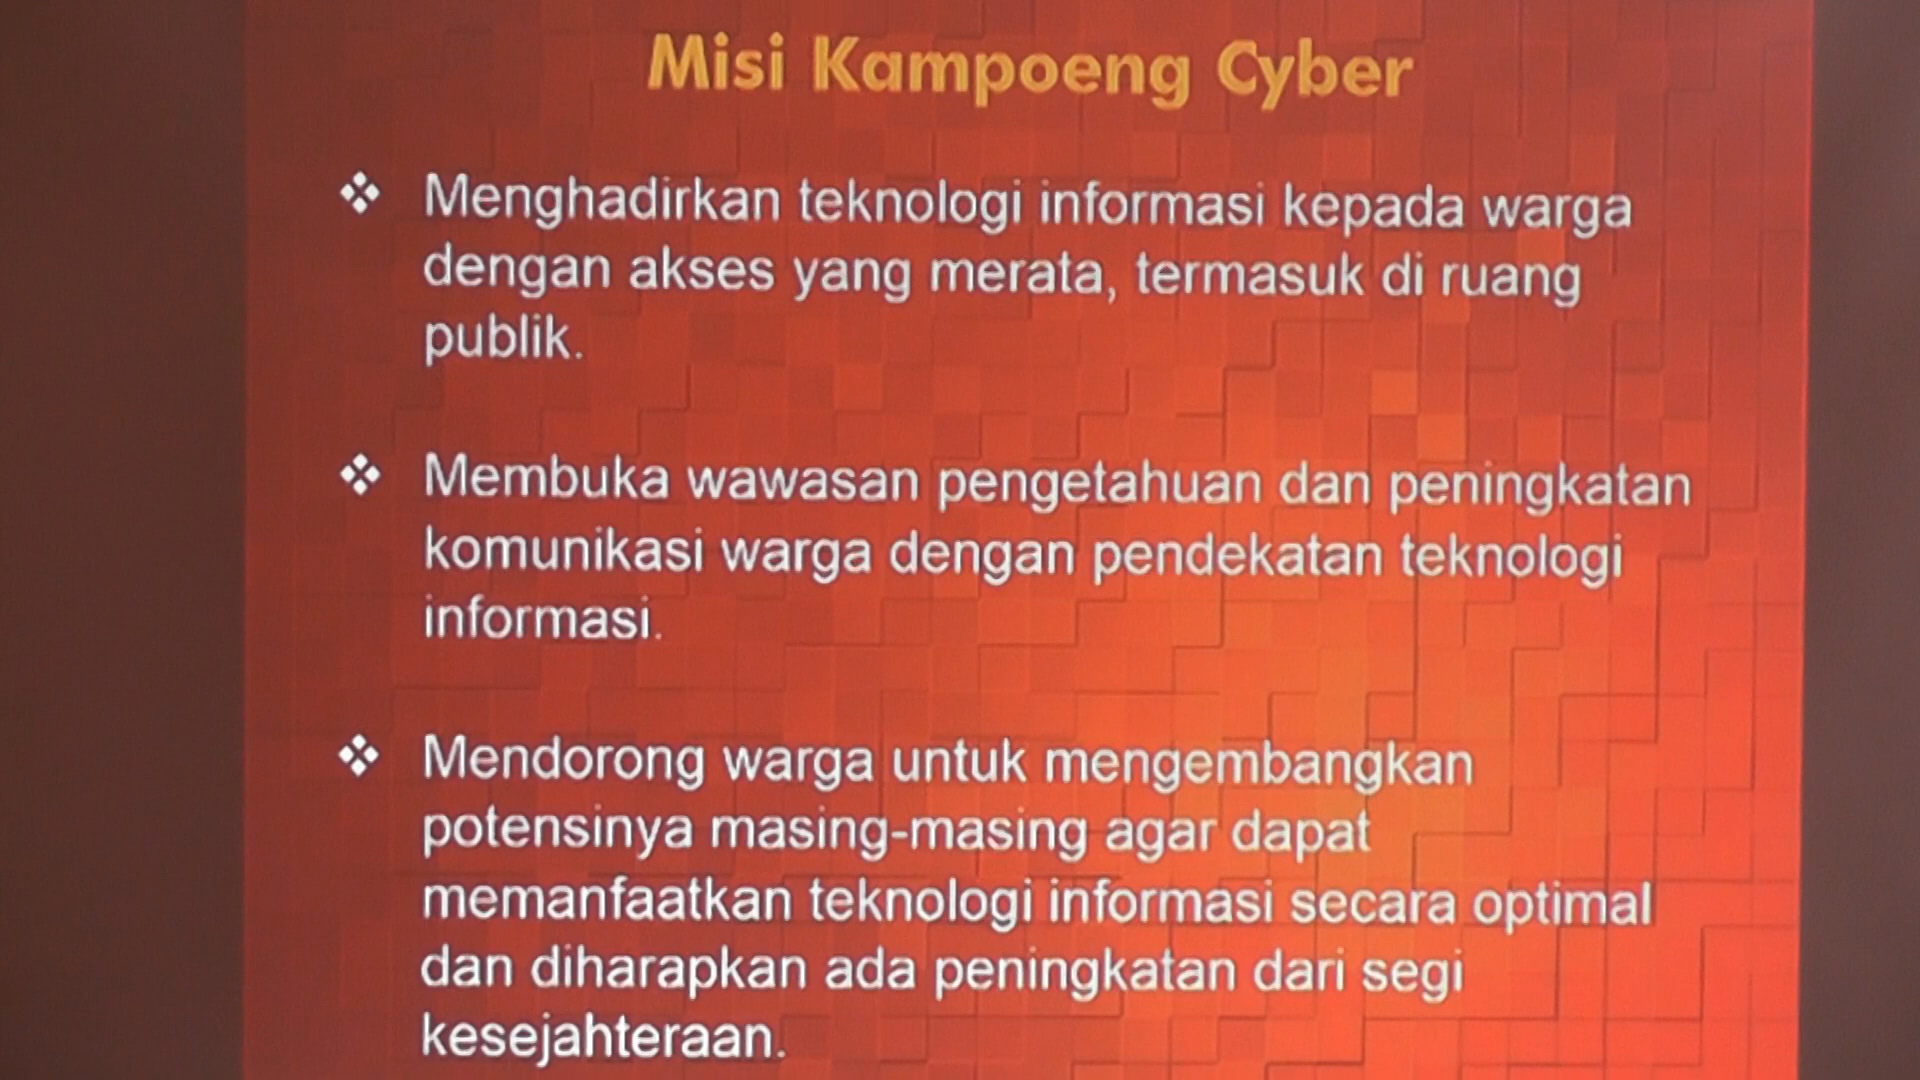 Misi Kampoeng Cyber
❖ Menghadirkan teknologi informasi kepada warga
dengan akses yang merata, termasuk di ruang
publik.
❖ Membuka wawasan pengetahuan dan peningkatan
komunikasi warga dengan pendekatan teknologi
informasi.
❖ Mendorong warga untuk mengembangkan
potensinya masing-masing agar dapat
memanfaatkan teknologi informasi secara optimal
dan diharapkan ada peningkatan dari segi
kesejahteraan.